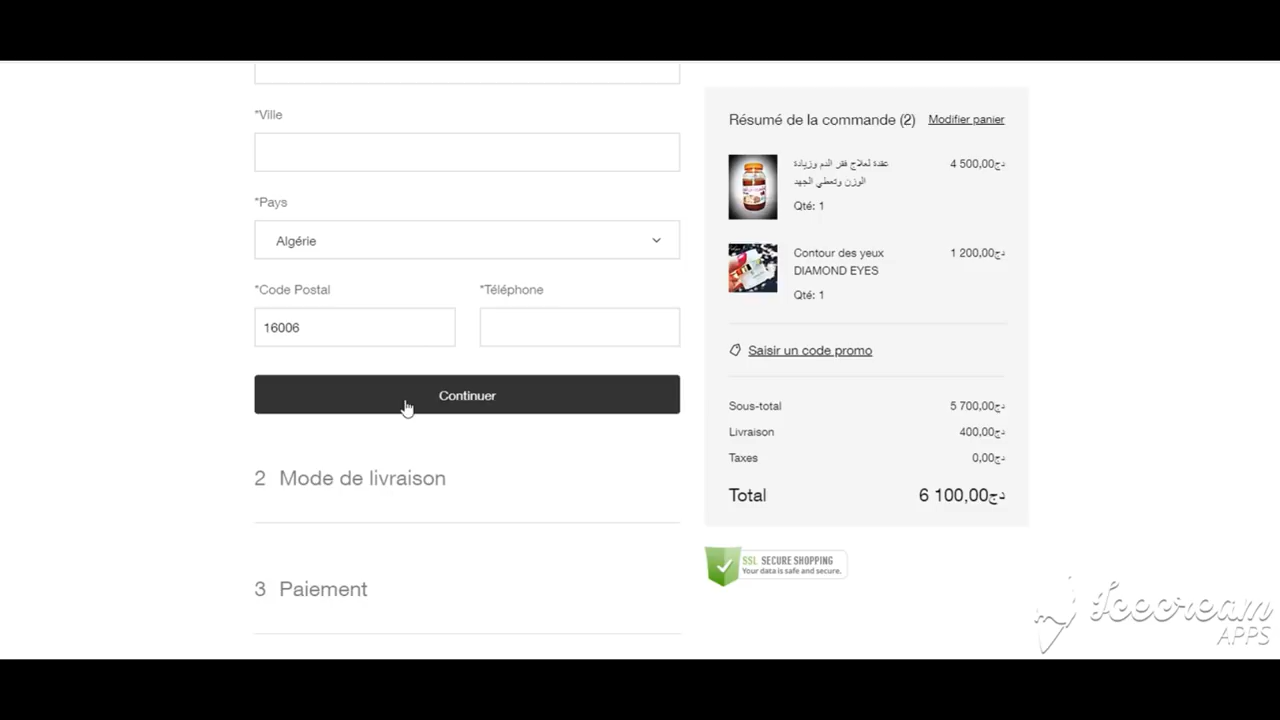 *Ville
*Pays
Algérie
*Code Postal
*Téléphone
16006
Continuer
2 Mode de livraison
3 Paiement
Résumé de la commande (2)
Modifier panier
عقدة لعلاج فقر الدم وزيادة
الوزن وتعطي الجهد
4 500,00دج
Qté: 1
Contour des yeux
DIAMOND EYES
1 200,00دج
Qté: 1
Saisir un code promo
Sous-total 5 700,00دج
Livraison 400,00دج
Taxes 0,00دج
Total 6 100,00دج
SSL SECURE SHOPPING
Your data is safe and secure.
Icecream
APPS